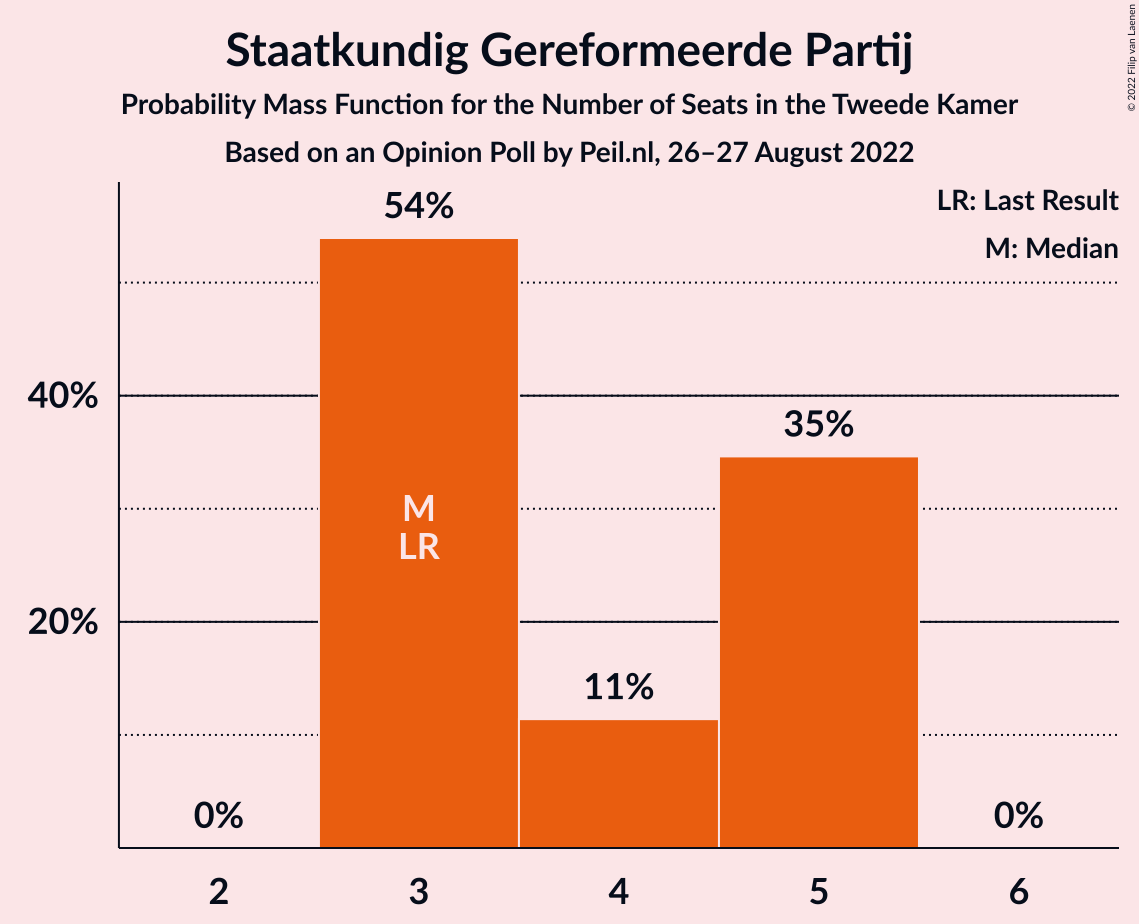 Staatkundig Gereformeerde Partij
Probability Mass Function for the Number of Seats in the Tweede Kamer
Based on an Opinion Poll by Peil.nl, 26–27 August 2022
© 2022 Filip van Laenen
LR: Last Result
M: Median
54%
40%
35%
M
LR
20%
11%
0%
0%
2
3
4
5
6